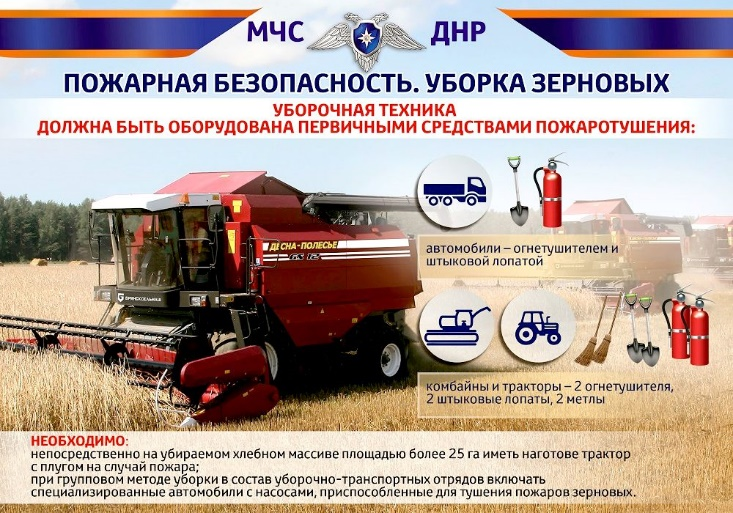 МЧС ДНР
ПОЖАРНАЯ БЕЗОПАСНОСТЬ. УБОРКА ЗЕРНОВЫХ
УБОРОЧНАЯ ТЕХНИКА
ДОЛЖНА БЫТЬ ОБОРУДОВАНА ПЕРВИЧНЫМИ СРЕДСТВАМИ ПОЖАРОТУШЕНИЯ:
ДЕСНА-ПОЛЕСЬЕ
GS 12
БРЯНСКСЕЛЬМАШ
автомобили – огнетушителем и
штыковой лопатой
комбайны и тракторы – 2 огнетушителя,
2 штыковые лопаты, 2 метлы
НЕОБХОДИМО:
непосредственно на убираемом хлебном массиве площадью более 25 га иметь наготове трактор
с плугом на случай пожара;
при групповом методе уборки в состав уборочно-транспортных отрядов включать
специализированные автомобили с насосами, приспособленные для тушения пожаров зерновых.